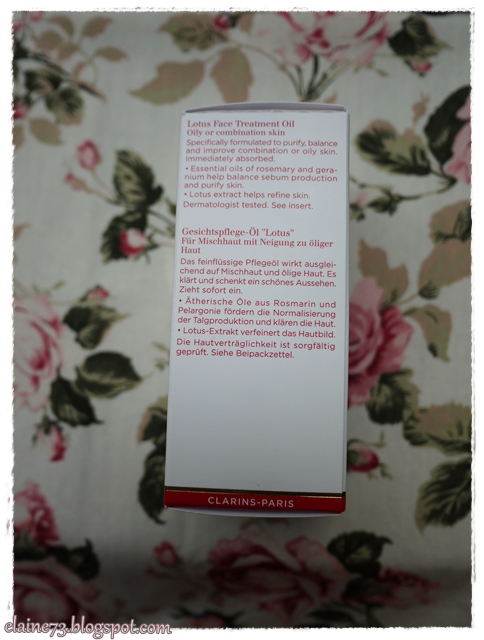 Lotus Face Treatment Oil
Oily or combination skin
Specifically formulated to purify, balance
and improve combination or oily skin.
Immediately absorbed.
• Essential oils of rosemary and gera-
nium help balance sebum production
and purify skin.
• Lotus extract helps refine skin.
Dermatologist tested. See insert.
Gesichtspflege-Öl "Lotus"
Für Mischhaut mit Neigung zu öliger
Haut
Das feinflüssige Pflegeöl wirkt ausglei-
chend auf Mischhaut und ölige Haut. Es
klärt und schenkt ein schönes Aussehen.
Zieht sofort ein.
• Ätherische Öle aus Rosmarin und
Pelargonie fördern die Normalisierung
der Talgproduktion und klären die Haut.
• Lotus-Extrakt verfeinert das Hautbild.
Die Hautverträglichkeit ist sorgfältig
geprüft. Siehe Beipackzettel.
CLARINS-PARIS
elaine73.blogspot.com